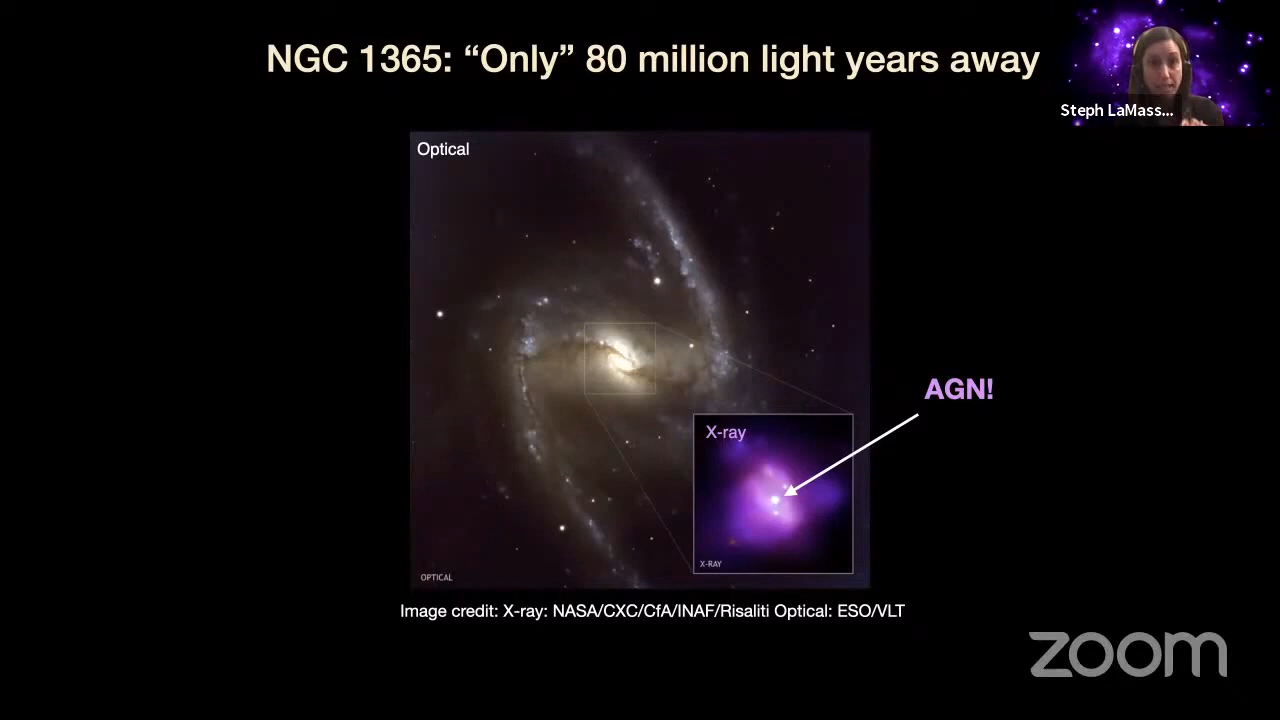 NGC 1365: “Only” 80 million light years away
Steph LaMass...
Optical
AGN!
X-ray
X-RAY
OPTICAL
Image credit: X-ray: NASA/CXC/CfA/INAF/Risaliti Optical: ESO/VLT
zoom